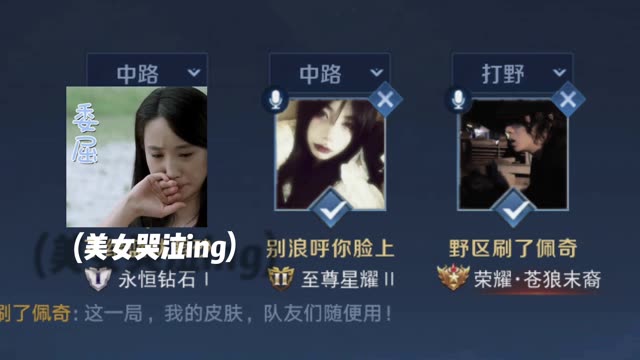 中路
中路
打野
委屈
(美女哭泣ing)
别浪呼你脸上
野区刷了佩奇
永恒钻石Ⅰ
至尊星耀Ⅱ
荣耀·苍狼末裔
刷了佩奇: 这一局，我的皮肤，队友们随便用！